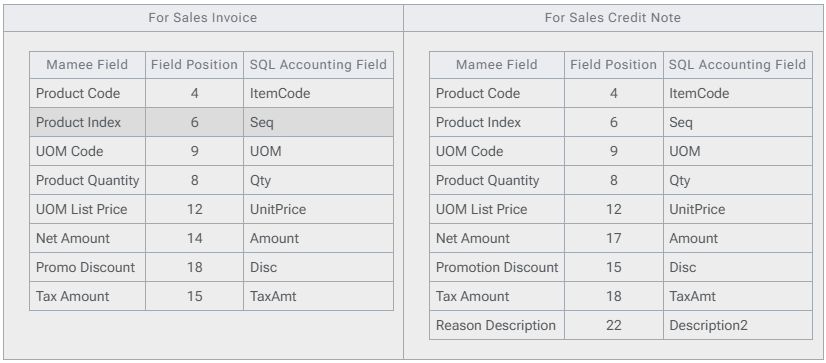 For Sales Invoice
Mamee Field Field Position SQL Accounting Field
Product Code 4 ItemCode
Product Index 6 Seq
UOM Code 9 UOM
Product Quantity 8 Qty
UOM List Price 12 UnitPrice
Net Amount 14 Amount
Promo Discount 18 Disc
Tax Amount 15 TaxAmt
For Sales Credit Note
Mamee Field Field Position SQL Accounting Field
Product Code 4 ItemCode
Product Index 6 Seq
UOM Code 9 UOM
Product Quantity 8 Qty
UOM List Price 12 UnitPrice
Net Amount 17 Amount
Promotion Discount 15 Disc
Tax Amount 18 TaxAmt
Reason Description 22 Description2